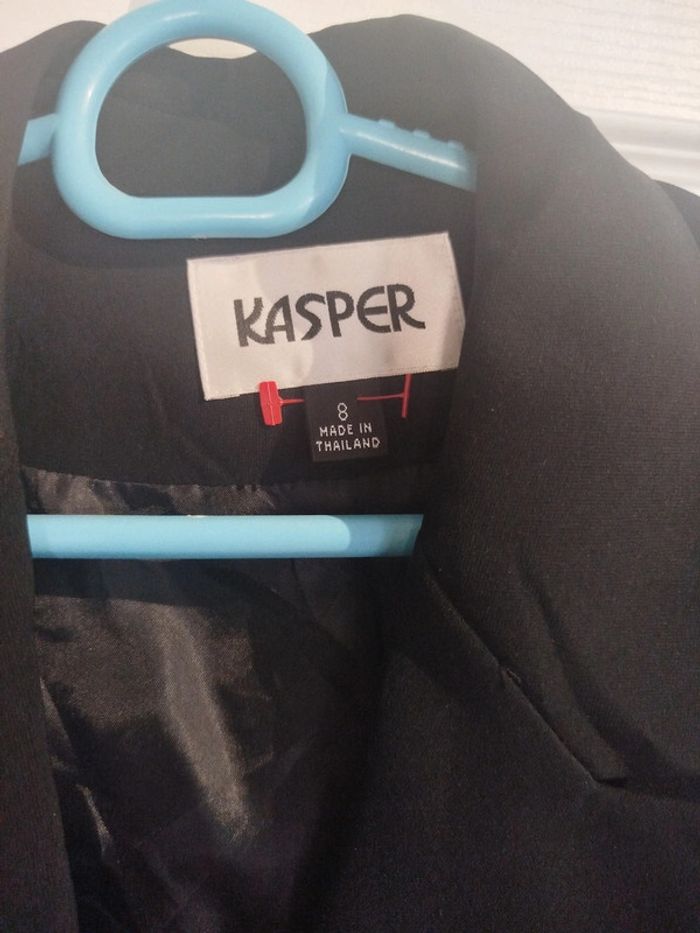 KASPER
8
MADE IN
THAILAND